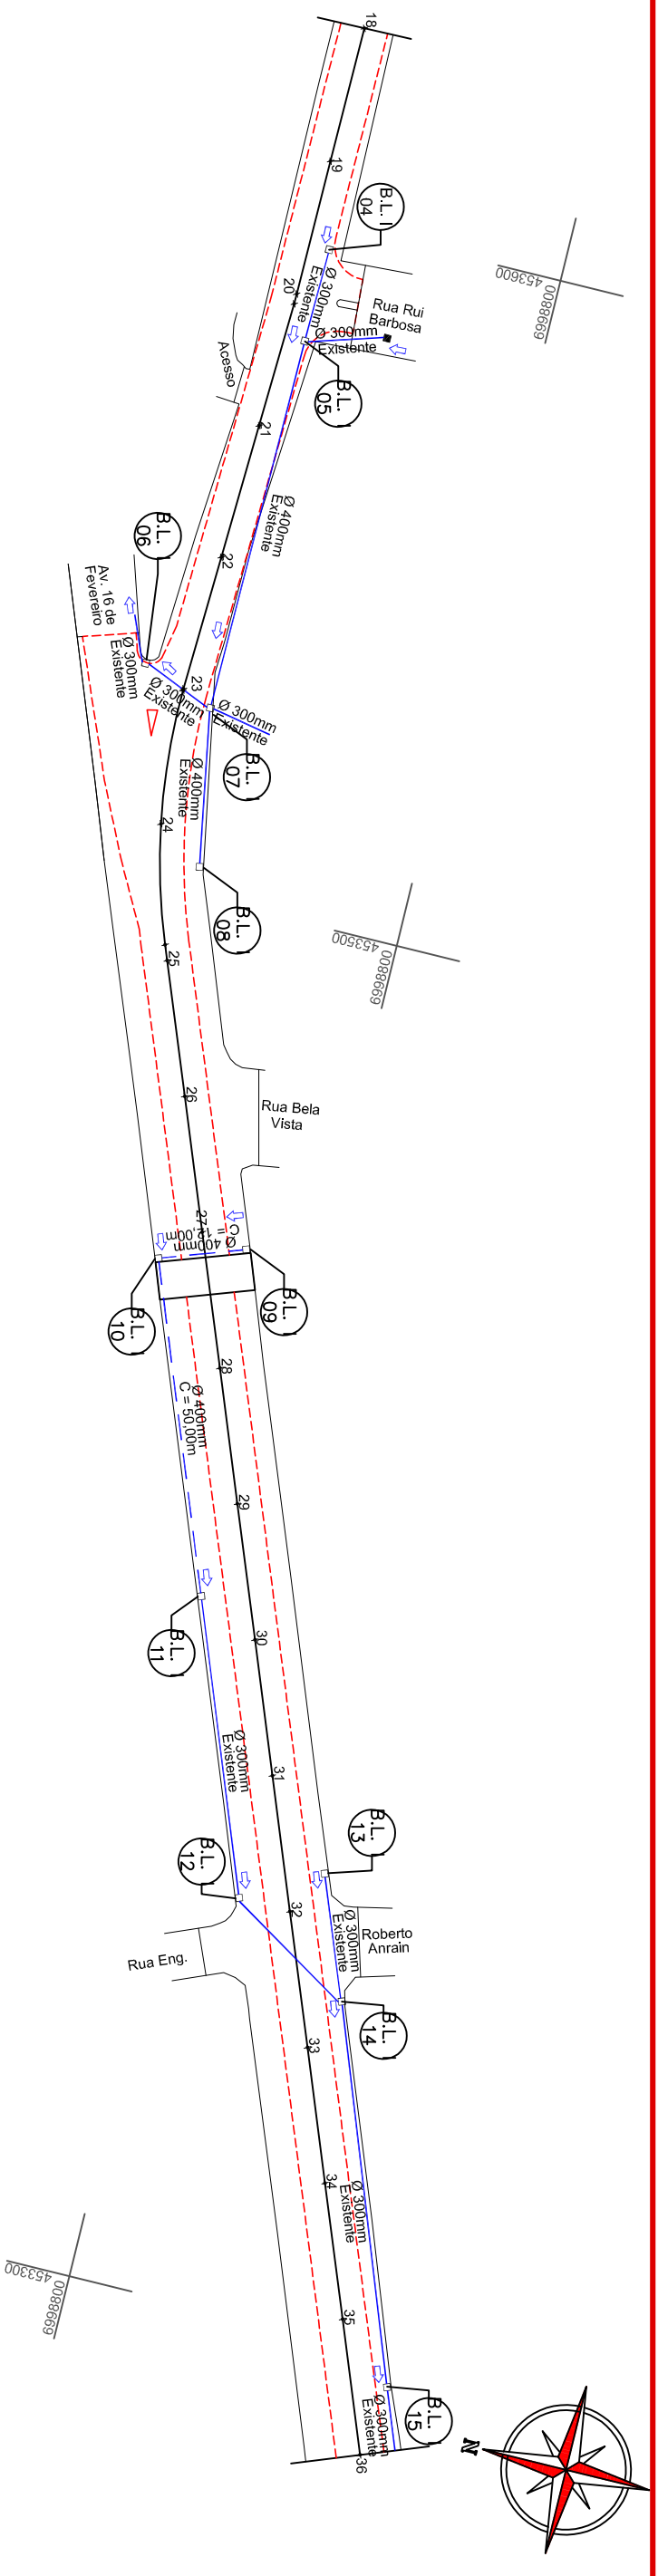 18
19
B.L. I
04
453600
6998800
Ø 300mm
Existente
20
Rua Rui
Barbosa
Ø 300mm
Existente
Acesso
B.L. I
05
21
Ø 400mm
Existente
B.L. I
06
22
Av. 16 de
Fevereiro
Ø 300mm
Existente
23
Ø 300mm
Existente
Ø 300mm
Existente
B.L. I
07
Ø 400mm
Existente
24
B.L. I
08
453500
6998800
25
26
Rua Bela
Vista
27
Ø 400mm
C = 12,00m
B.L. I
09
B.L. I
10
28
Ø 400mm
C = 50,00m
29
30
B.L. I
11
Ø 300mm
Existente
31
B.L. I
13
B.L. I
12
32
Ø 300mm
Existente
Roberto
Anrain
Rua Eng.
B.L. I
14
33
34
Ø 300mm
Existente
453300
6998800
35
B.L. I
15
Ø 300mm
Existente
36
N